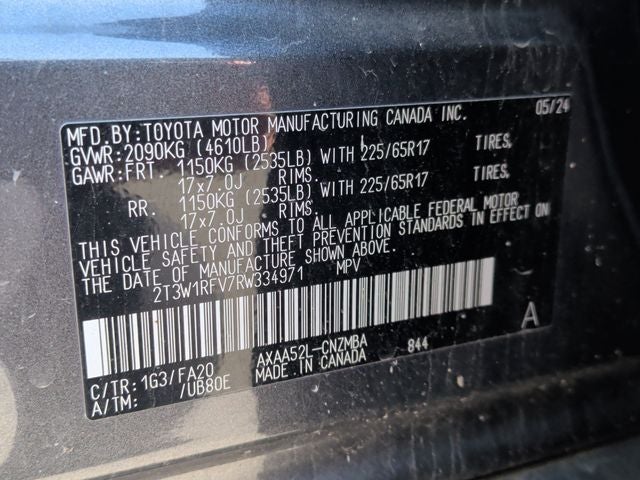 MFD. BY: TOYOTA MOTOR MANUFACTURING CANADA INC. 05/24
GVWR: 2090KG (4610LB)
GAWR: FRT. 1150KG (2535LB) WITH 225/65R17 TIRES,
17x7.0J RIMS.
RR. 1150KG (2535LB) WITH 225/65R17 TIRES,
17x7.0J RIMS.
THIS VEHICLE CONFORMS TO ALL APPLICABLE FEDERAL MOTOR
VEHICLE SAFETY AND THEFT PREVENTION STANDARDS IN EFFECT ON
THE DATE OF MANUFACTURE SHOWN ABOVE.
2T3W1RFV7RW334971 MPV
A
C/TR: 1G3/FA20 AXAA52L-CNZMBA 844
A/TM: /UB80E MADE IN CANADA